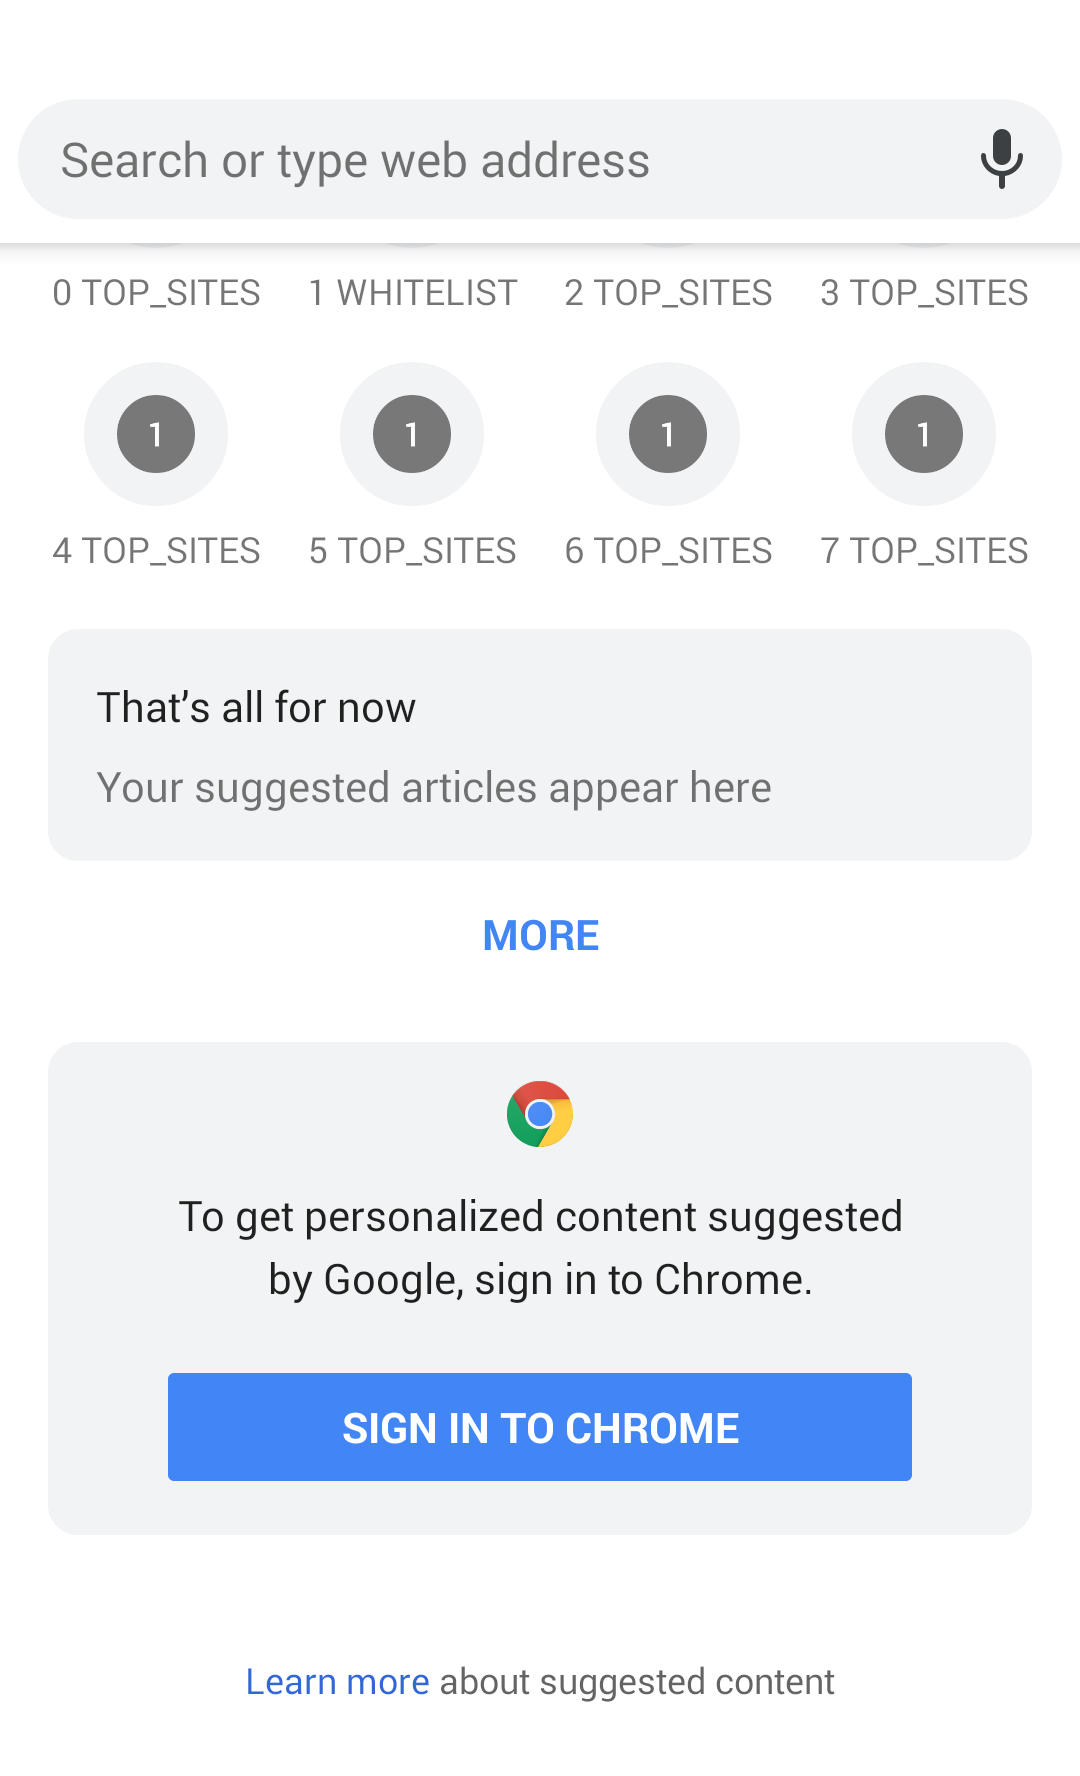 Search or type web address
0 TOP_SITES 1 WHITELIST 2 TOP_SITES 3 TOP_SITES
1 1 1 1
4 TOP_SITES 5 TOP_SITES 6 TOP_SITES 7 TOP_SITES
That’s all for now
Your suggested articles appear here
MORE
To get personalized content suggested
by Google, sign in to Chrome.
SIGN IN TO CHROME
Learn more about suggested content